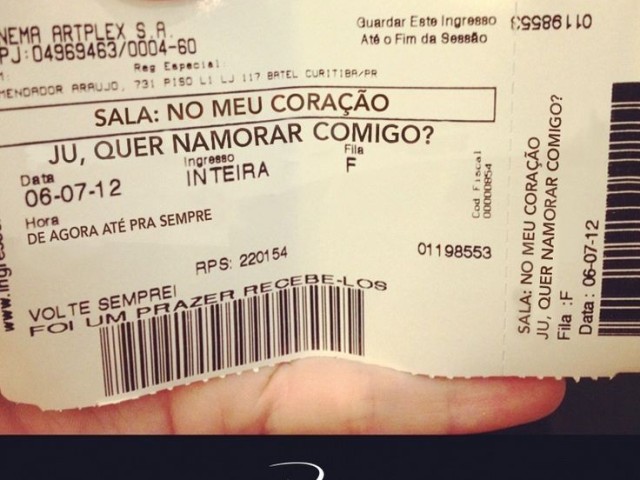 NEMA ARTPLEX S.A.
PJ:04969463/0004-60
Reg Especial:
MENDADOR ARAUJO, 731 PISO L1 LJ 117 BATEL CURITIBA/PR
Guardar Este Ingresso
Até o Fim da Sessão
01198553
SALA: NO MEU CORAÇÃO
JU, QUER NAMORAR COMIGO?
Data
06-07-12
Ingresso
INTEIRA
Fila
F
Cod Fiscal
00000854
Hora
DE AGORA ATÉ PRA SEMPRE
RPS: 220154
01198553
VOLTE SEMPRE!
FOI UM PRAZER RECEBE-LOS
www.ingress
SALA: NO MEU CORAÇÃO
JU, QUER NAMORAR COMIGO?
Fila :F
Data: 06-07-12